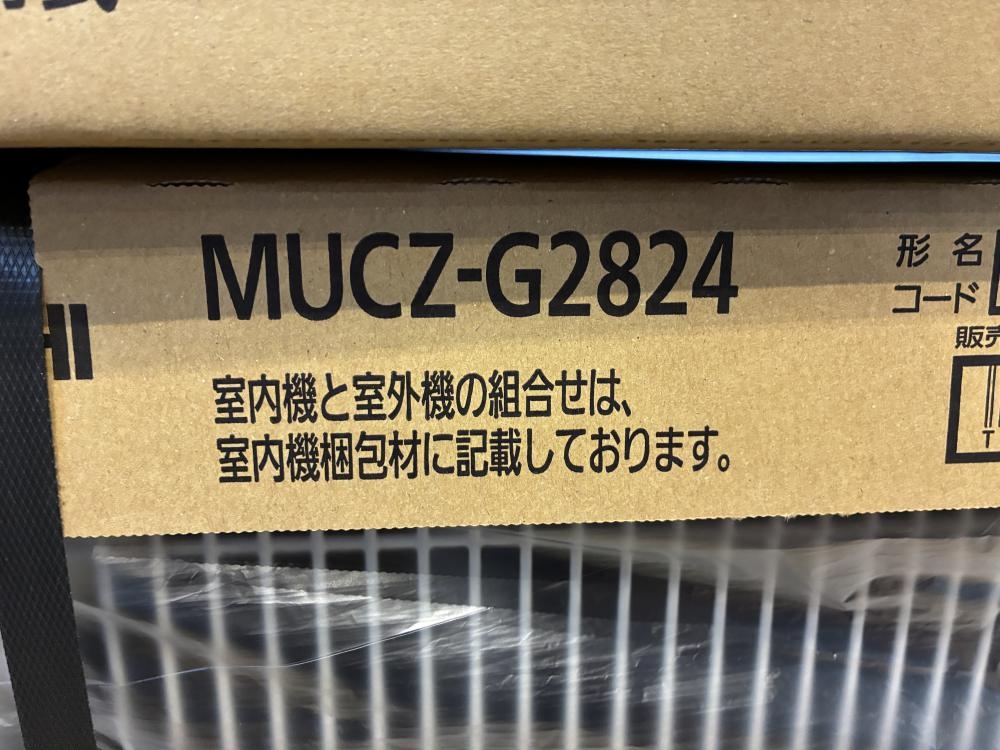 MUCZ-G2824
形名
コード
室内機と室外機の組合せは、
室内機梱包材に記載しております。